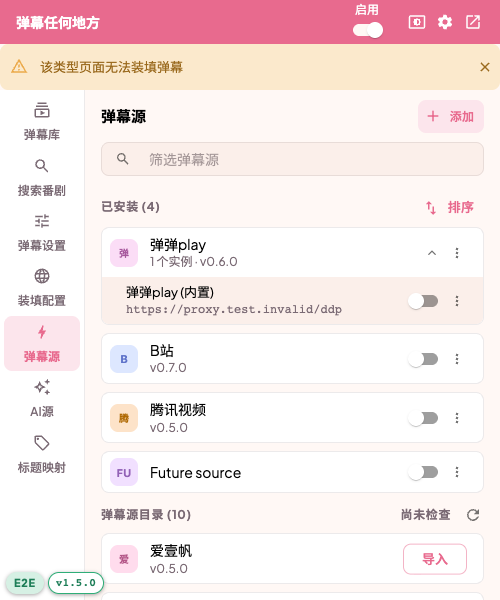 弹幕任何地方
启用
该类型页面无法装填弹幕
弹幕库
搜索番剧
弹幕设置
装填配置
弹幕源
AI源
标题映射
弹幕源
添加
筛选弹幕源
已安装 (4)
排序
弹
弹弹play
1个实例 · v0.6.0
弹弹play (内置)
https://proxy.test.invalid/ddp
B
B站
v0.7.0
腾
腾讯视频
v0.5.0
FU
Future source
弹幕源目录 (10)
尚未检查
爱
爱壹帆
v0.5.0
导入
E2E
v1.5.0